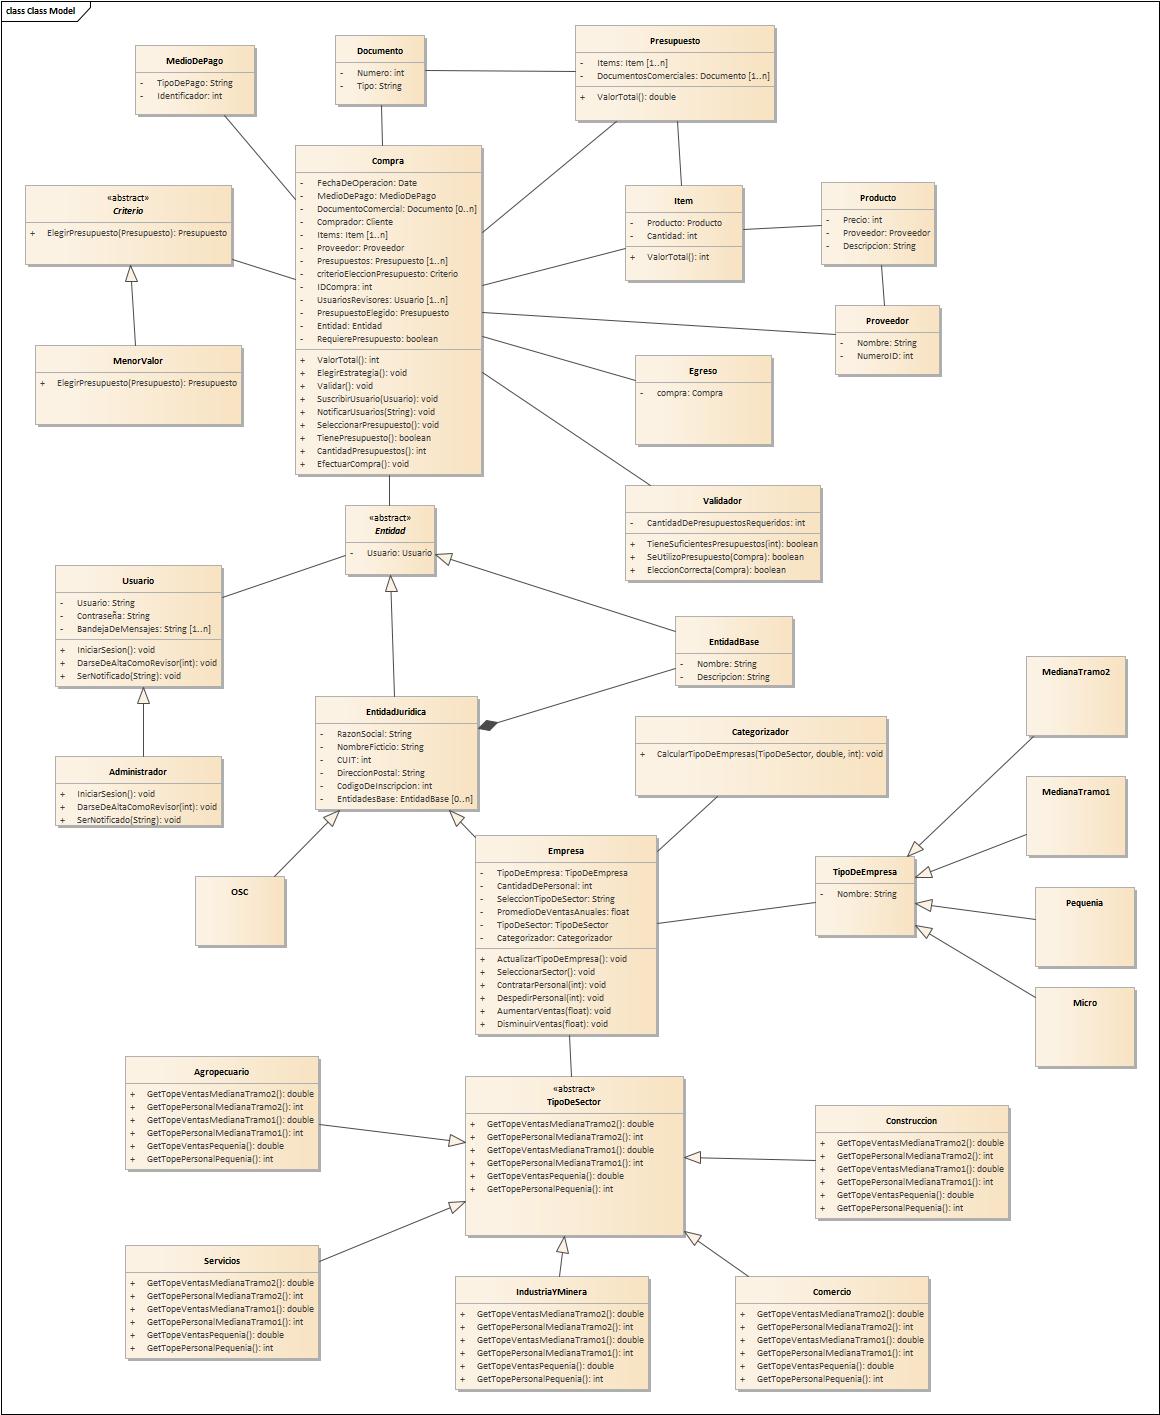 class Class Model
MedioDePago
- TipoDePago: String
- Identificador: int
Documento
- Numero: int
- Tipo: String
Presupuesto
- Items: Item [1..n]
- DocumentosComerciales: Documento [1..n]
+ ValorTotal(): double
Compra
- FechaDeOperacion: Date
- MedioDePago: MedioDePago
- DocumentoComercial: Documento [0..n]
- Comprador: Cliente
- Items: Item [1..n]
- Proveedor: Proveedor
- Presupuestos: Presupuesto [1..n]
- criterioEleccionPresupuesto: Criterio
- IDCompra: int
- UsuariosRevisores: Usuario [1..n]
- PresupuestoElegido: Presupuesto
- Entidad: Entidad
- RequierePresupuesto: boolean
+ ValorTotal(): int
+ ElegirEstrategia(): void
+ Validar(): void
+ SuscribirUsuario(Usuario): void
+ NotificarUsuarios(String): void
+ SeleccionarPresupuesto(): void
+ TienePresupuesto(): boolean
+ CantidadPresupuestos(): int
+ EfectuarCompra(): void
«abstract»
Criterio
+ ElegirPresupuesto(Presupuesto): Presupuesto
Item
- Producto: Producto
- Cantidad: int
+ ValorTotal(): int
Producto
- Precio: int
- Proveedor: Proveedor
- Descripcion: String
Proveedor
- Nombre: String
- NumeroID: int
MenorValor
+ ElegirPresupuesto(Presupuesto): Presupuesto
Egreso
- compra: Compra
Validador
- CantidadDePresupuestosRequeridos: int
+ TieneSuficientesPresupuestos(int): boolean
+ SeUtilizoPresupuesto(Compra): boolean
+ EleccionCorrecta(Compra): boolean
«abstract»
Entidad
- Usuario: Usuario
Usuario
- Usuario: String
- Contraseña: String
- BandejaDeMensajes: String [1..n]
+ IniciarSesion(): void
+ DarseDeAltaComoRevisor(int): void
+ SerNotificado(String): void
EntidadBase
- Nombre: String
- Descripcion: String
MedianaTramo2
EntidadJuridica
- RazonSocial: String
- NombreFicticio: String
- CUIT: int
- DireccionPostal: String
- CodigoDeInscripcion: int
- EntidadesBase: EntidadBase [0..n]
Categorizador
+ CalcularTipoDeEmpresas(TipoDeSector, double, int): void
Administrador
+ IniciarSesion(): void
+ DarseDeAltaComoRevisor(int): void
+ SerNotificado(String): void
MedianaTramo1
Empresa
- TipoDeEmpresa: TipoDeEmpresa
- CantidadDePersonal: int
- SeleccionTipoDeSector: String
- PromedioDeVentasAnuales: float
- TipoDeSector: TipoDeSector
- Categorizador: Categorizador
+ ActualizarTipoDeEmpresa(): void
+ SeleccionarSector(): void
+ ContratarPersonal(int): void
+ DespedirPersonal(int): void
+ AumentarVentas(float): void
+ DisminuirVentas(float): void
TipoDeEmpresa
- Nombre: String
OSC
Pequenia
Micro
Agropecuario
+ GetTopeVentasMedianaTramo2(): double
+ GetTopePersonalMedianaTramo2(): int
+ GetTopeVentasMedianaTramo1(): double
+ GetTopePersonalMedianaTramo1(): int
+ GetTopeVentasPequenia(): double
+ GetTopePersonalPequenia(): int
«abstract»
TipoDeSector
+ GetTopeVentasMedianaTramo2(): double
+ GetTopePersonalMedianaTramo2(): int
+ GetTopeVentasMedianaTramo1(): double
+ GetTopePersonalMedianaTramo1(): int
+ GetTopeVentasPequenia(): double
+ GetTopePersonalPequenia(): int
Construccion
+ GetTopeVentasMedianaTramo2(): double
+ GetTopePersonalMedianaTramo2(): int
+ GetTopeVentasMedianaTramo1(): double
+ GetTopePersonalMedianaTramo1(): int
+ GetTopeVentasPequenia(): double
+ GetTopePersonalPequenia(): int
Servicios
+ GetTopeVentasMedianaTramo2(): double
+ GetTopePersonalMedianaTramo2(): int
+ GetTopeVentasMedianaTramo1(): double
+ GetTopePersonalMedianaTramo1(): int
+ GetTopeVentasPequenia(): double
+ GetTopePersonalPequenia(): int
IndustriaYMinera
+ GetTopeVentasMedianaTramo2(): double
+ GetTopePersonalMedianaTramo2(): int
+ GetTopeVentasMedianaTramo1(): double
+ GetTopePersonalMedianaTramo1(): int
+ GetTopeVentasPequenia(): double
+ GetTopePersonalPequenia(): int
Comercio
+ GetTopeVentasMedianaTramo2(): double
+ GetTopePersonalMedianaTramo2(): int
+ GetTopeVentasMedianaTramo1(): double
+ GetTopePersonalMedianaTramo1(): int
+ GetTopeVentasPequenia(): double
+ GetTopePersonalPequenia(): int